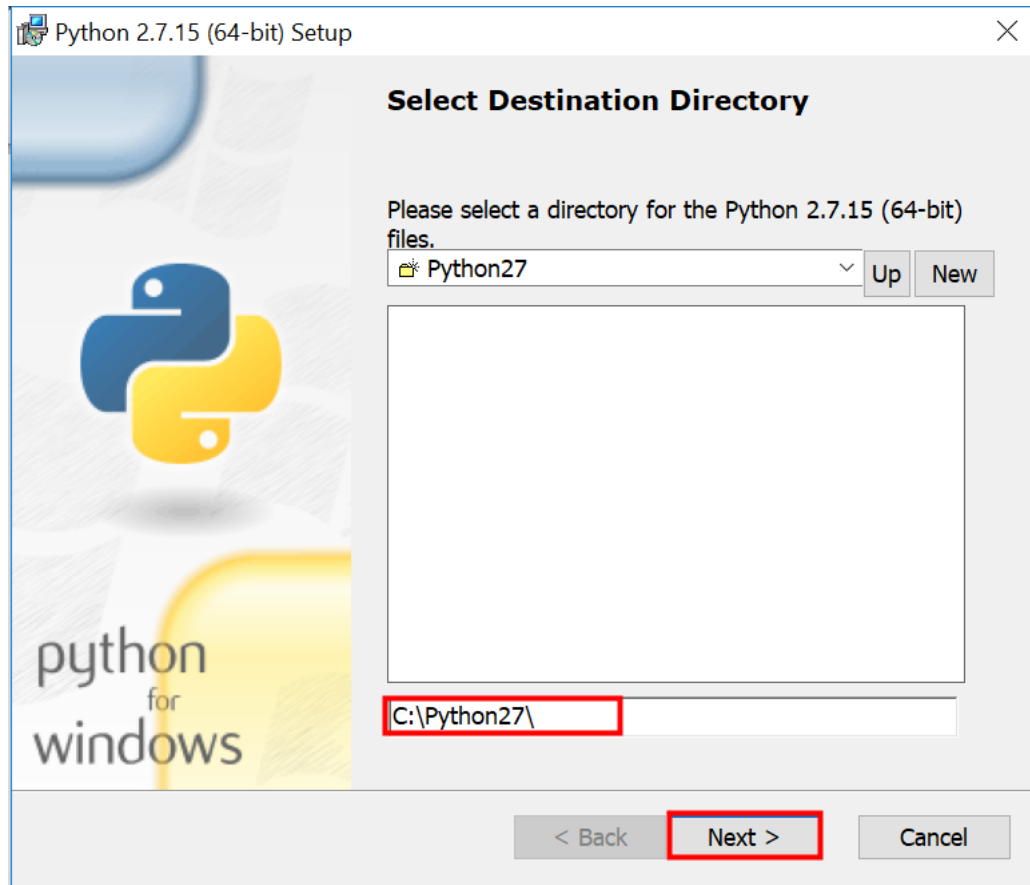 Python 2.7.15 (64-bit) Setup
Select Destination Directory
Please select a directory for the Python 2.7.15 (64-bit)
files.
Python27
Up
New
C:\Python27\
python
for
windows
< Back
Next >
Cancel